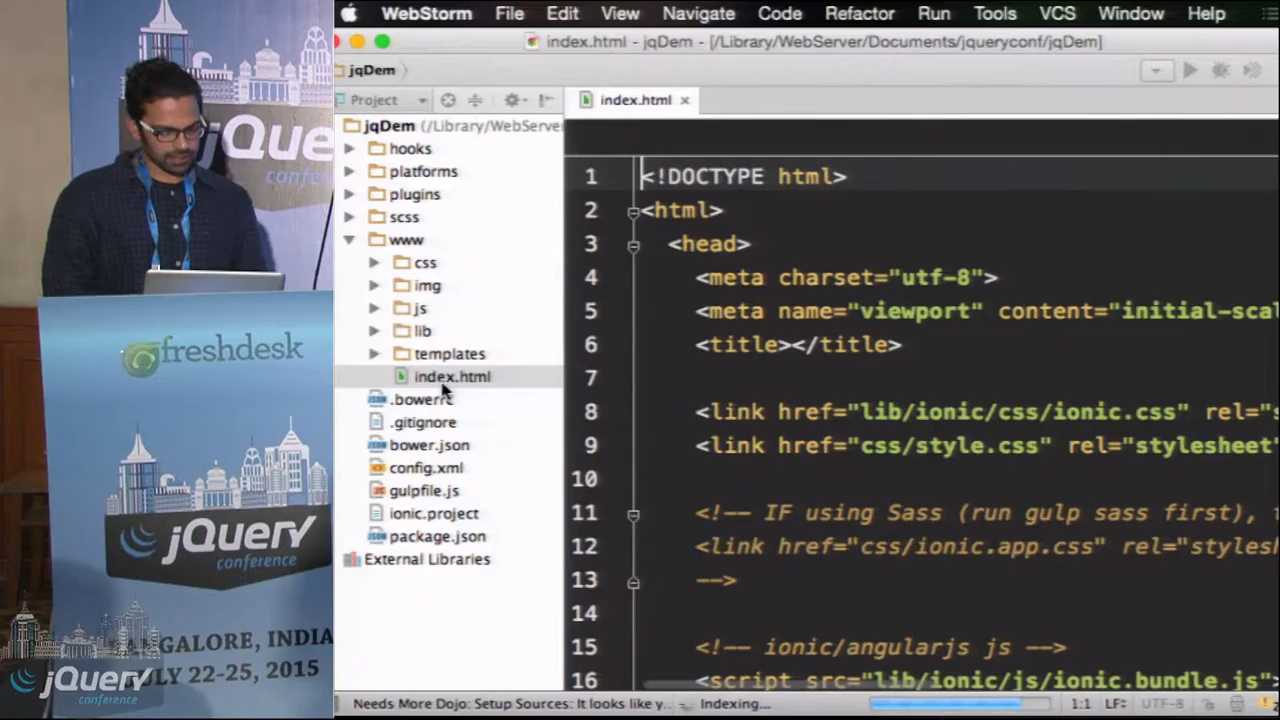 WebStorm File Edit View Navigate Code Refactor Run Tools VCS Window Help
index.html - jqDem - [/Library/WebServer/Documents/jqueryconf/jqDem]
jqDem
Project
index.html
jqDem (/Library/WebServer
hooks
platforms
plugins
scss
www
css
img
js
lib
templates
index.html
.gitignore
bower.json
config.xml
gulpfile.js
ionic.project
package.json
External Libraries
1 <!DOCTYPE html>
2 <html>
3 <head>
4 <meta charset="utf-8">
5 <meta name="viewport" content="initial-scal
6 <title></title>
7
8 <link href="lib/ionic/css/ionic.css" rel="s
9 <link href="css/style.css" rel="stylesheet"
10
11 <!-- IF using Sass (run gulp sass first), t
12 <link href="css/ionic.app.css" rel="stylesh
13 -->
14
15 <!-- ionic/angularjs js -->
16 <script src="lib/ionic/js/ionic.bundle.js">
Needs More Dojo: Setup Sources: It looks like y.. Indexing... 1:1 LF÷ UTF-8
jQuery
confe
freshdesk
jQuery
conference
BANGALORE, INDIA
JULY 22-25, 2015
jQuery
conference